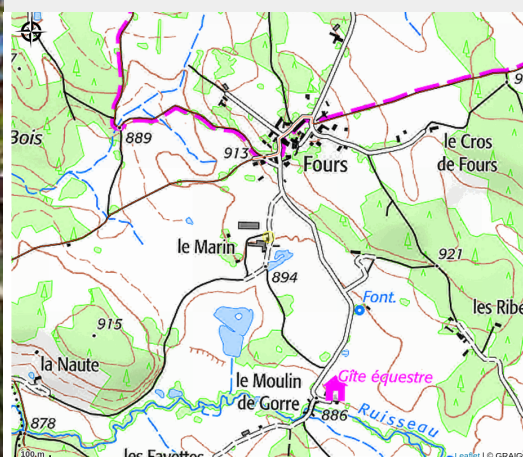 Bois
889
913
Fours
le Cros
de Fours
le Marin
894
921
Font.
915
les Ribe
la Naute
Gîte équestre
le Moulin
de Gorre
886
Ruisseau
878
les Fayettes
100 m
Leaflet | © GRAIG